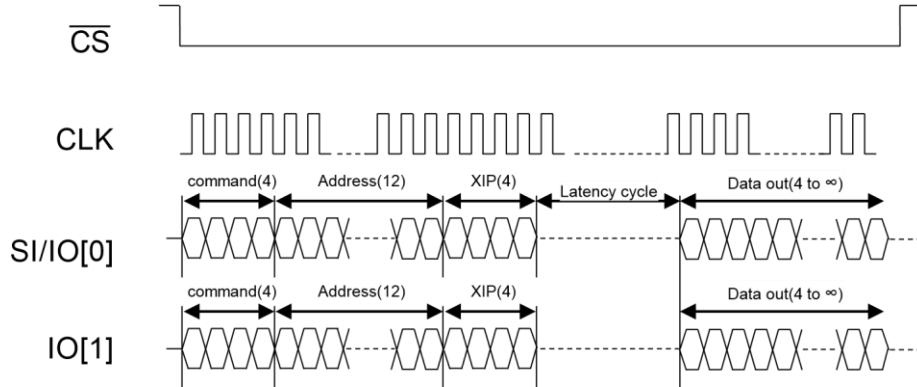 CS
CLK
command(4) Address(12) XIP(4) Latency cycle Data out(4 to ∞)
SI/IO[0]
command(4) Address(12) XIP(4) Data out(4 to ∞)
IO[1]